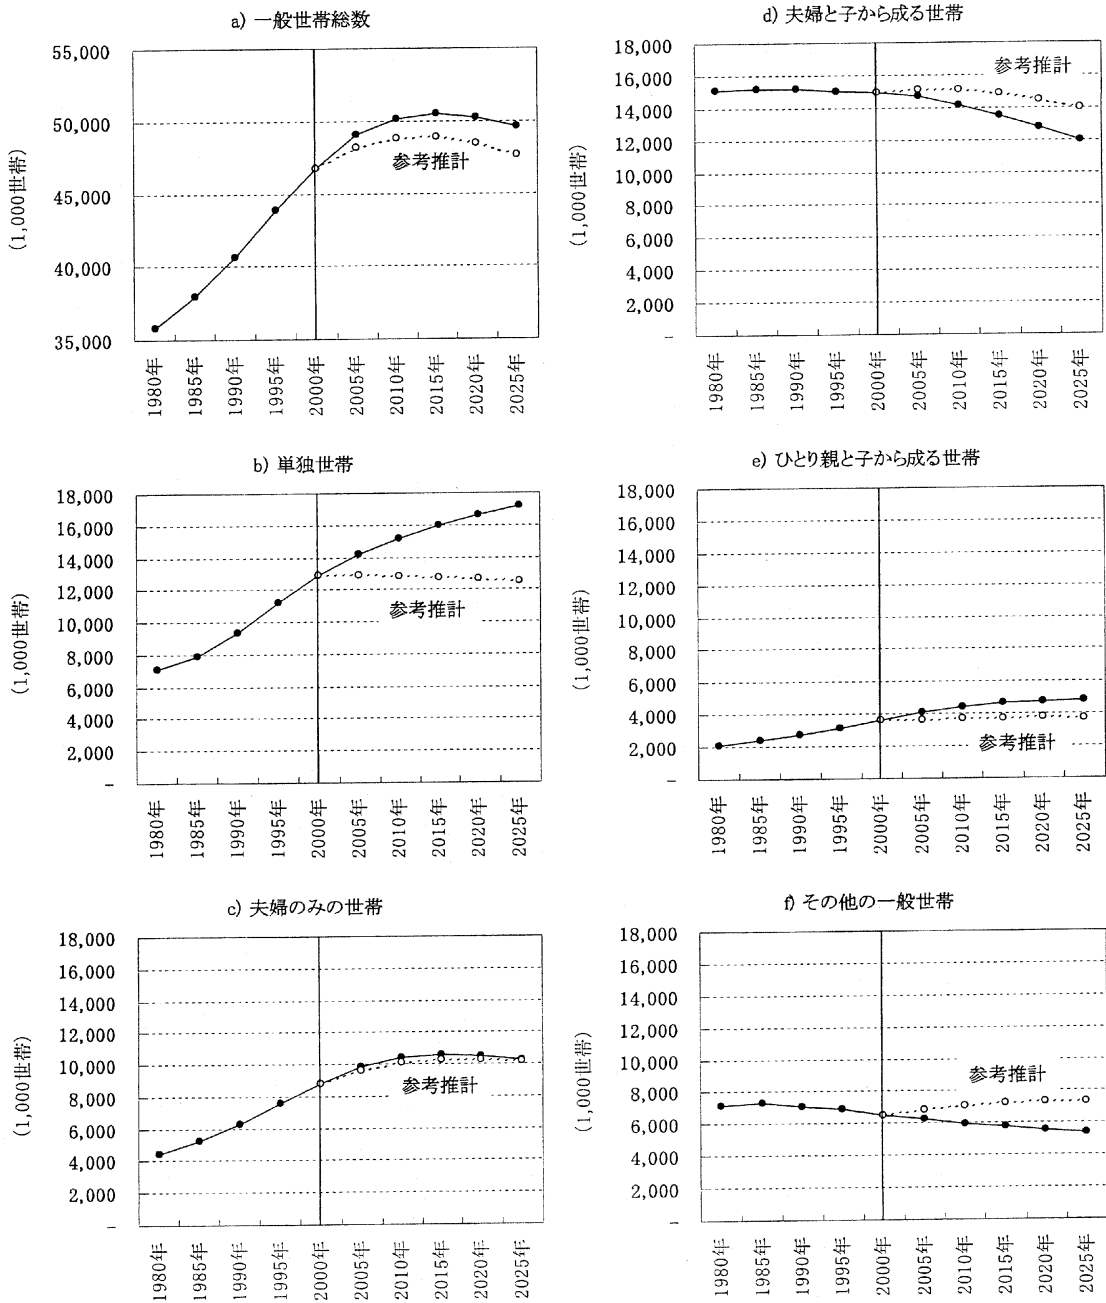 a) 一般世帯総数
(1,000世帯)
55,000
50,000
45,000
40,000
35,000
参考推計
1980年
1985年
1990年
1995年
2000年
2005年
2010年
2015年
2020年
2025年
b) 単独世帯
(1,000世帯)
18,000
16,000
14,000
12,000
10,000
8,000
6,000
4,000
2,000
–
参考推計
1980年
1985年
1990年
1995年
2000年
2005年
2010年
2015年
2020年
2025年
c) 夫婦のみの世帯
(1,000世帯)
18,000
16,000
14,000
12,000
10,000
8,000
6,000
4,000
2,000
–
参考推計
1980年
1985年
1990年
1995年
2000年
2005年
2010年
2015年
2020年
2025年
d) 夫婦と子から成る世帯
(1,000世帯)
18,000
16,000
14,000
12,000
10,000
8,000
6,000
4,000
2,000
–
参考推計
1980年
1985年
1990年
1995年
2000年
2005年
2010年
2015年
2020年
2025年
e) ひとり親と子から成る世帯
(1,000世帯)
18,000
16,000
14,000
12,000
10,000
8,000
6,000
4,000
2,000
–
参考推計
1980年
1985年
1990年
1995年
2000年
2005年
2010年
2015年
2020年
2025年
f) その他の一般世帯
(1,000世帯)
18,000
16,000
14,000
12,000
10,000
8,000
6,000
4,000
2,000
–
参考推計
1980年
1985年
1990年
1995年
2000年
2005年
2010年
2015年
2020年
2025年